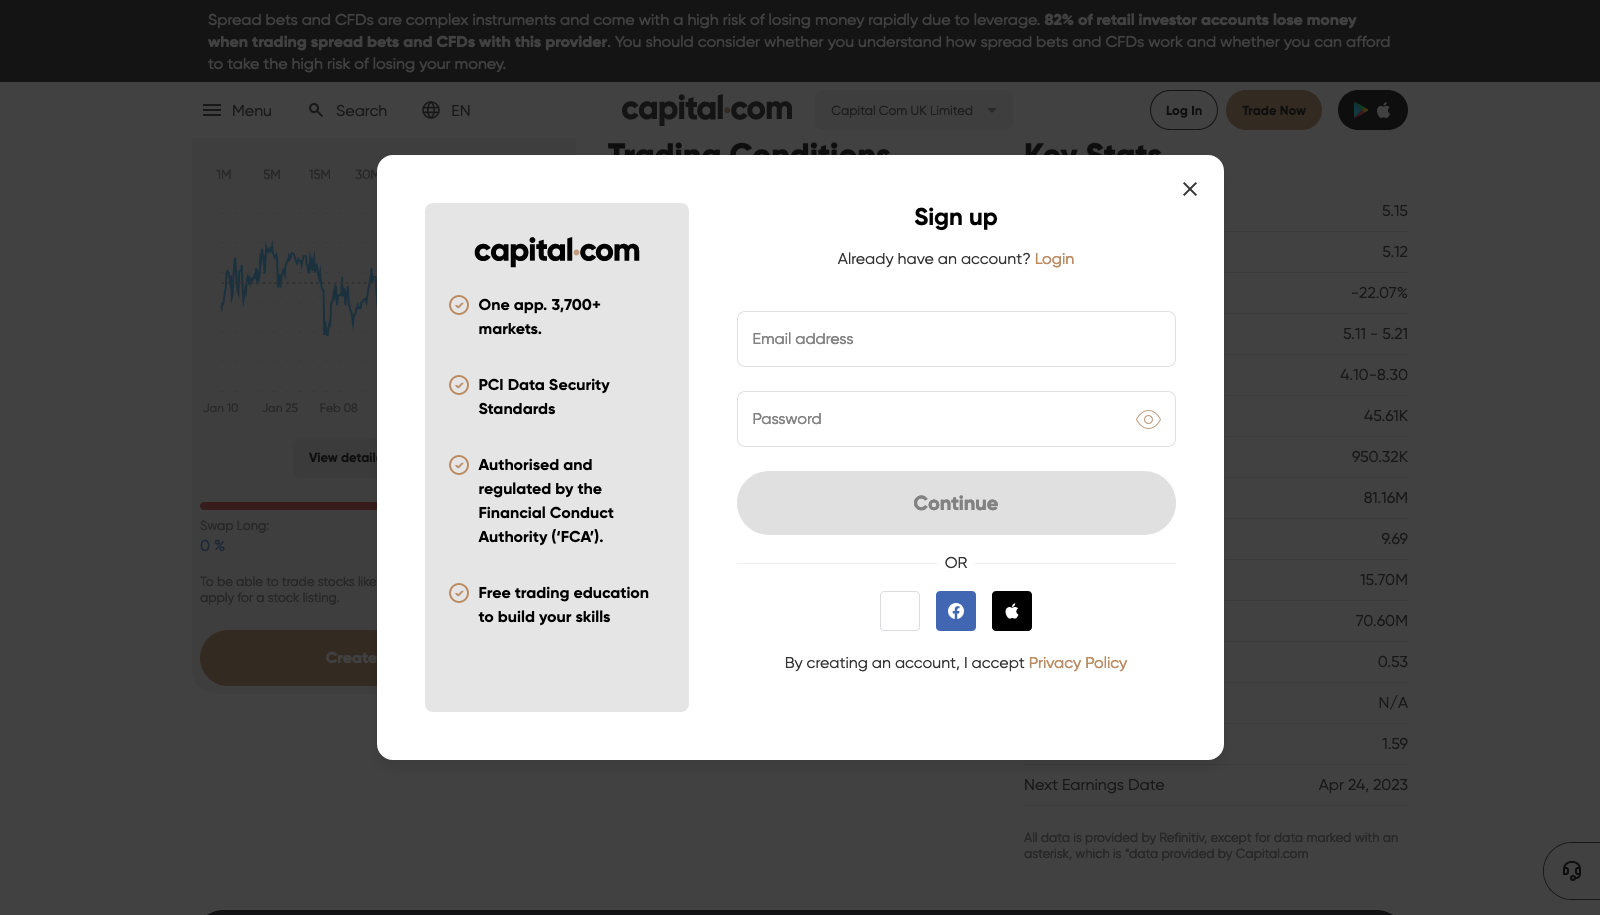 Spread bets and CFDs are complex instruments and come with a high risk of losing money rapidly due to leverage. 82% of retail investor accounts lose money
when trading spread bets and CFDs with this provider. You should consider whether you understand how spread bets and CFDs work and whether you can afford
to take the high risk of losing your money.
Menu
Search
EN
capital.com
Capital Com UK Limited
Log In
Trade Now
Trading Conditions
Key Stats
1M
5M
15M
30M
Jan 10
Jan 25
Feb 08
Swap Long:
0 %
apply for a stock listing.
capital.com
One app. 3,700+
markets.
PCI Data Security
Standards
Authorised and
regulated by the
Financial Conduct
Authority (‘FCA’).
Free trading education
to build your skills
Sign up
Already have an account? Login
Email address
Password
Continue
OR
By creating an account, I accept Privacy Policy
View detail
To be able to trade stocks like
Create
5.15
5.12
-22.07%
5.11 - 5.21
4.10-8.30
45.61K
950.32K
81.16M
9.69
15.70M
70.60M
0.53
N/A
1.59
Next Earnings Date
Apr 24, 2023
All data is provided by Refinitiv, except for data marked with an
asterisk, which is *data provided by Capital.com